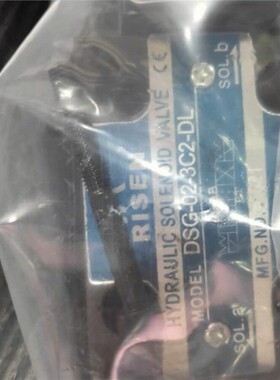 RISEN
HYDRAULIC SOLENOID VALVE CE
MODEL DSG-02-3C2-DL
SOL.a
SOL.b
MFG.NO.